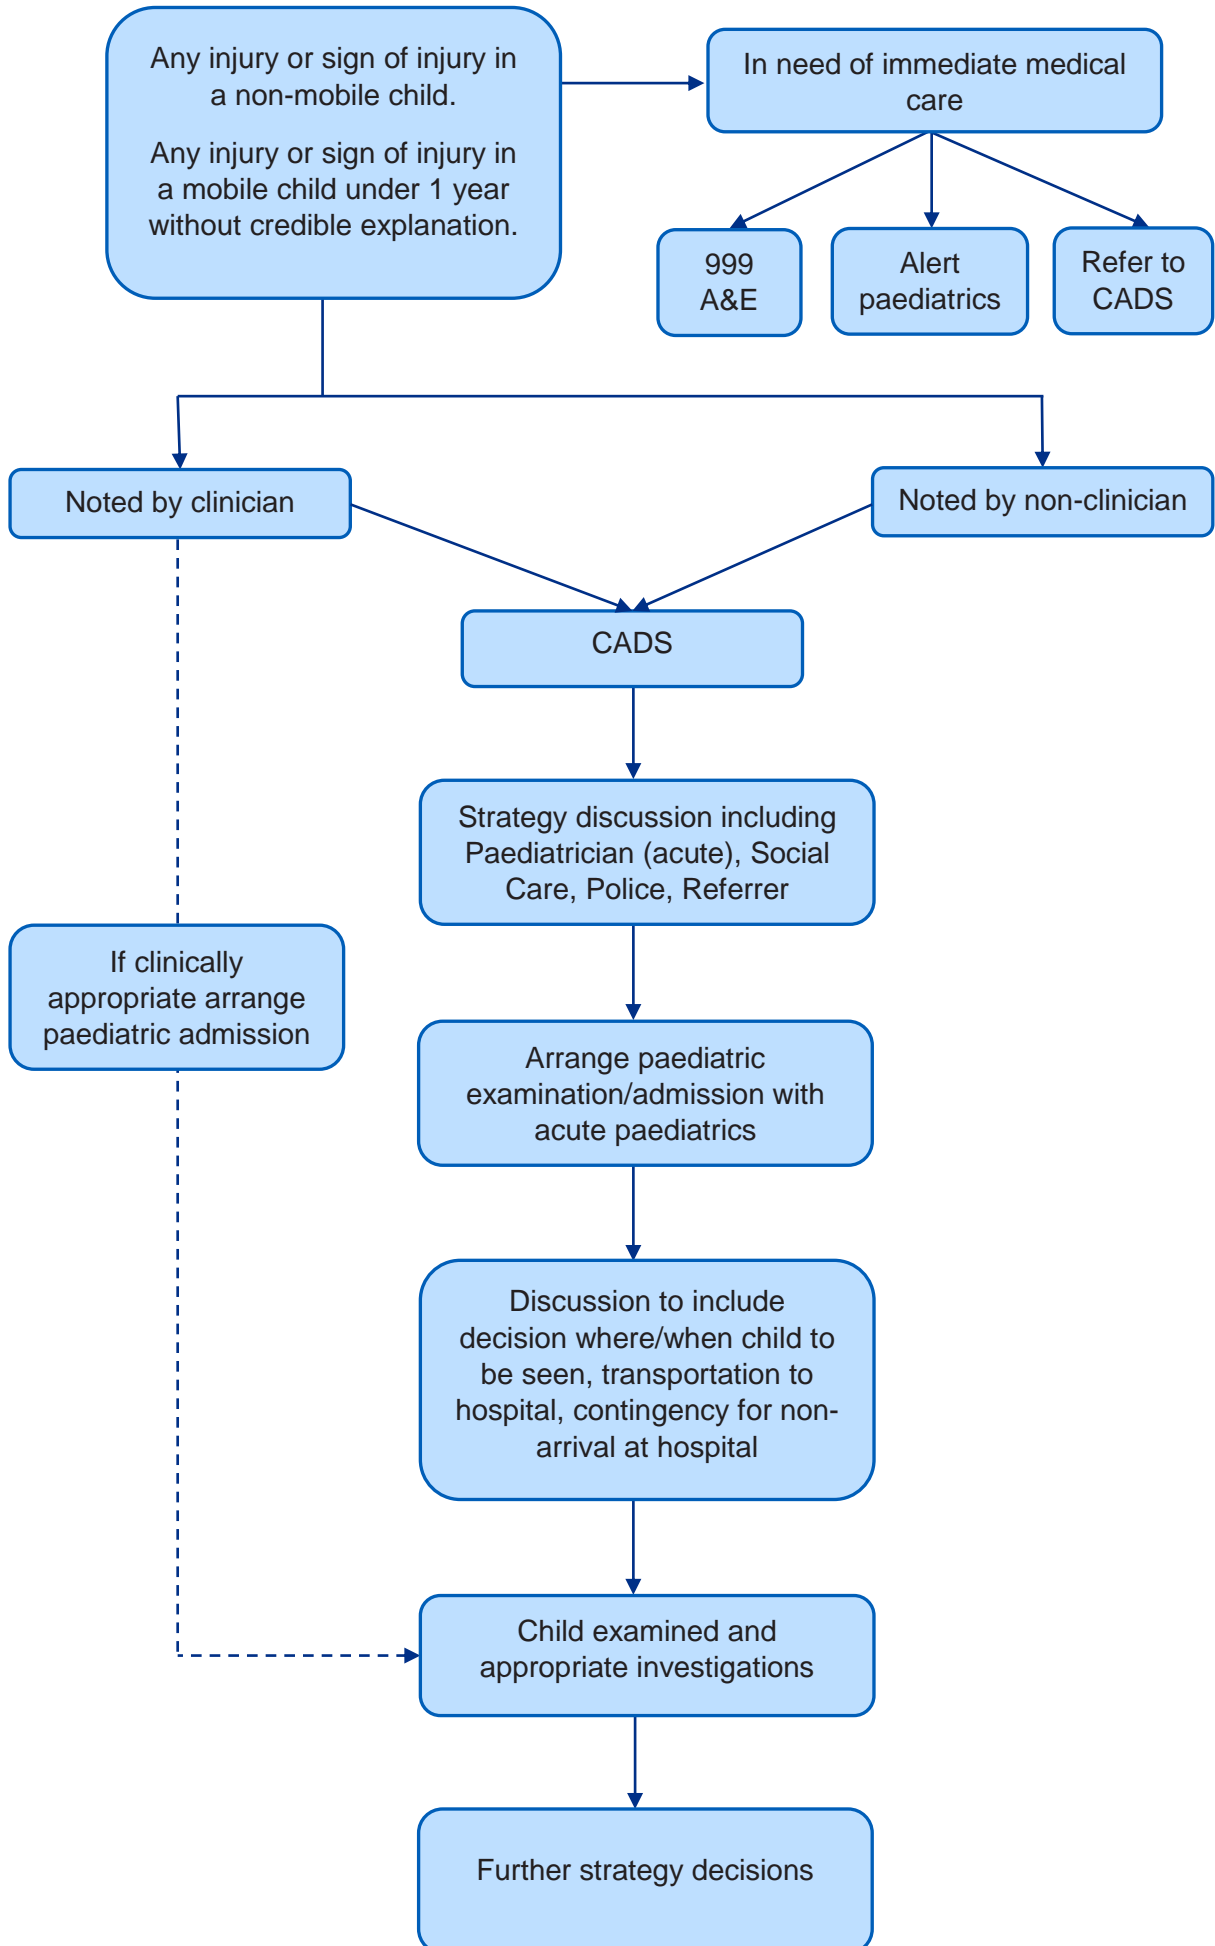 Any injury or sign of injury in
a non-mobile child.
Any injury or sign of injury in
a mobile child under 1 year
without credible explanation.
In need of immediate medical
care
999
A&E
Alert
paediatrics
Refer to
CADS
Noted by clinician
Noted by non-clinician
CADS
Strategy discussion including
Paediatrician (acute), Social
Care, Police, Referrer
If clinically
appropriate arrange
paediatric admission
Arrange paediatric
examination/admission with
acute paediatrics
Discussion to include
decision where/when child to
be seen, transportation to
hospital, contingency for non-
arrival at hospital
Child examined and
appropriate investigations
Further strategy decisions